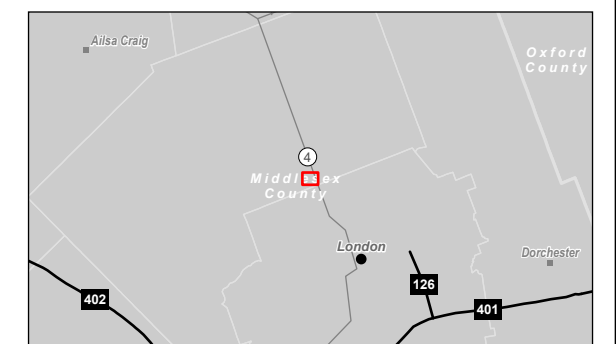 Ailsa Craig
Oxford
County
4
Middlesex
County
London
Dorchester
126
402
401